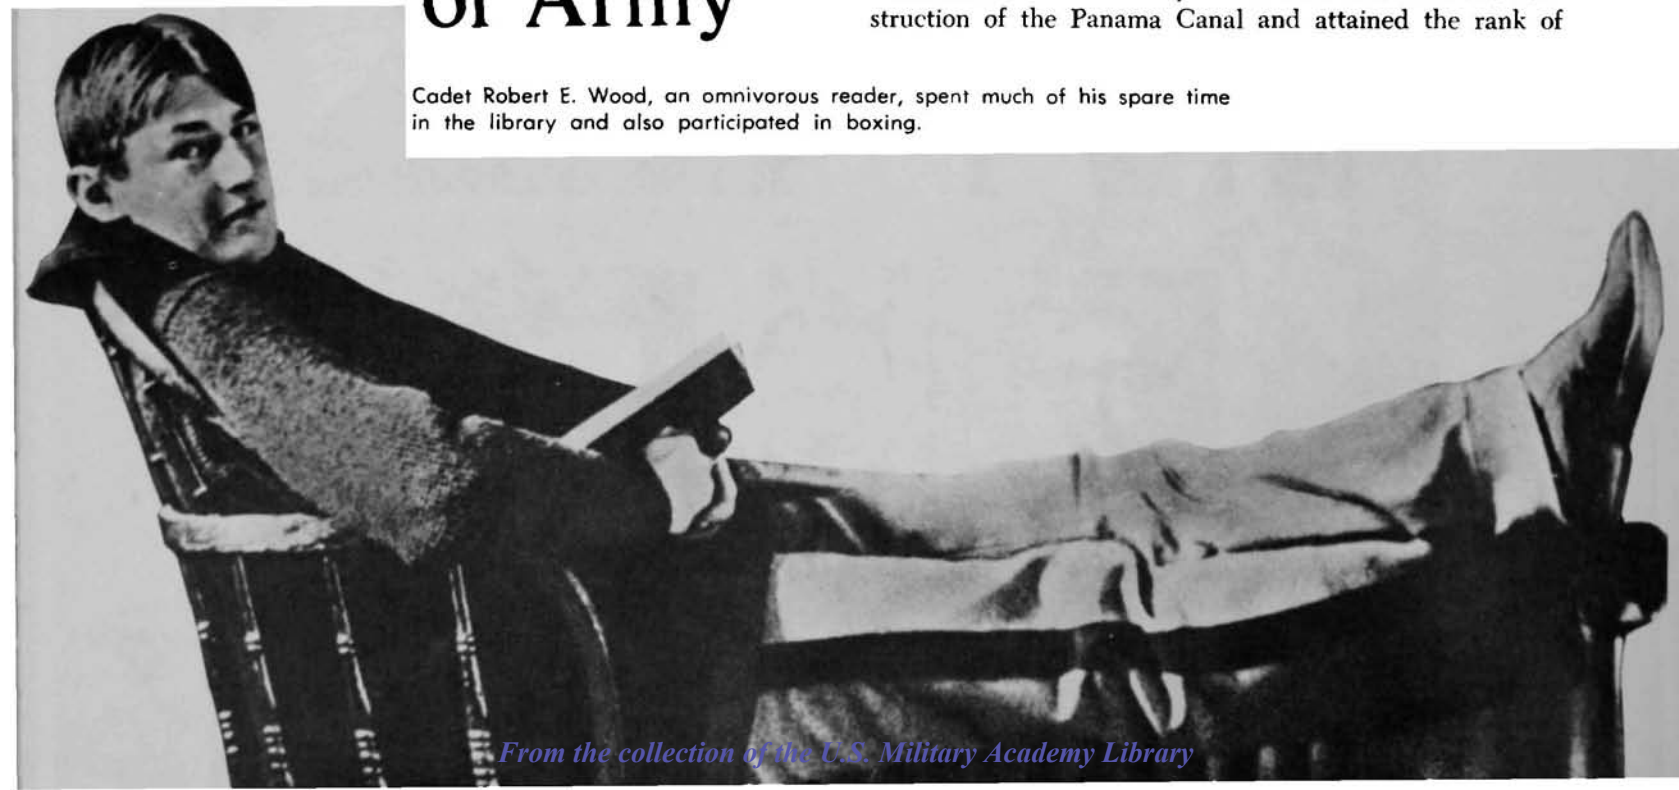 of Army
struction of the Panama Canal and attained the rank of
Cadet Robert E. Wood, an omnivorous reader, spent much of his spare time
in the library and also participated in boxing.
From the collection of the U.S. Military Academy Library